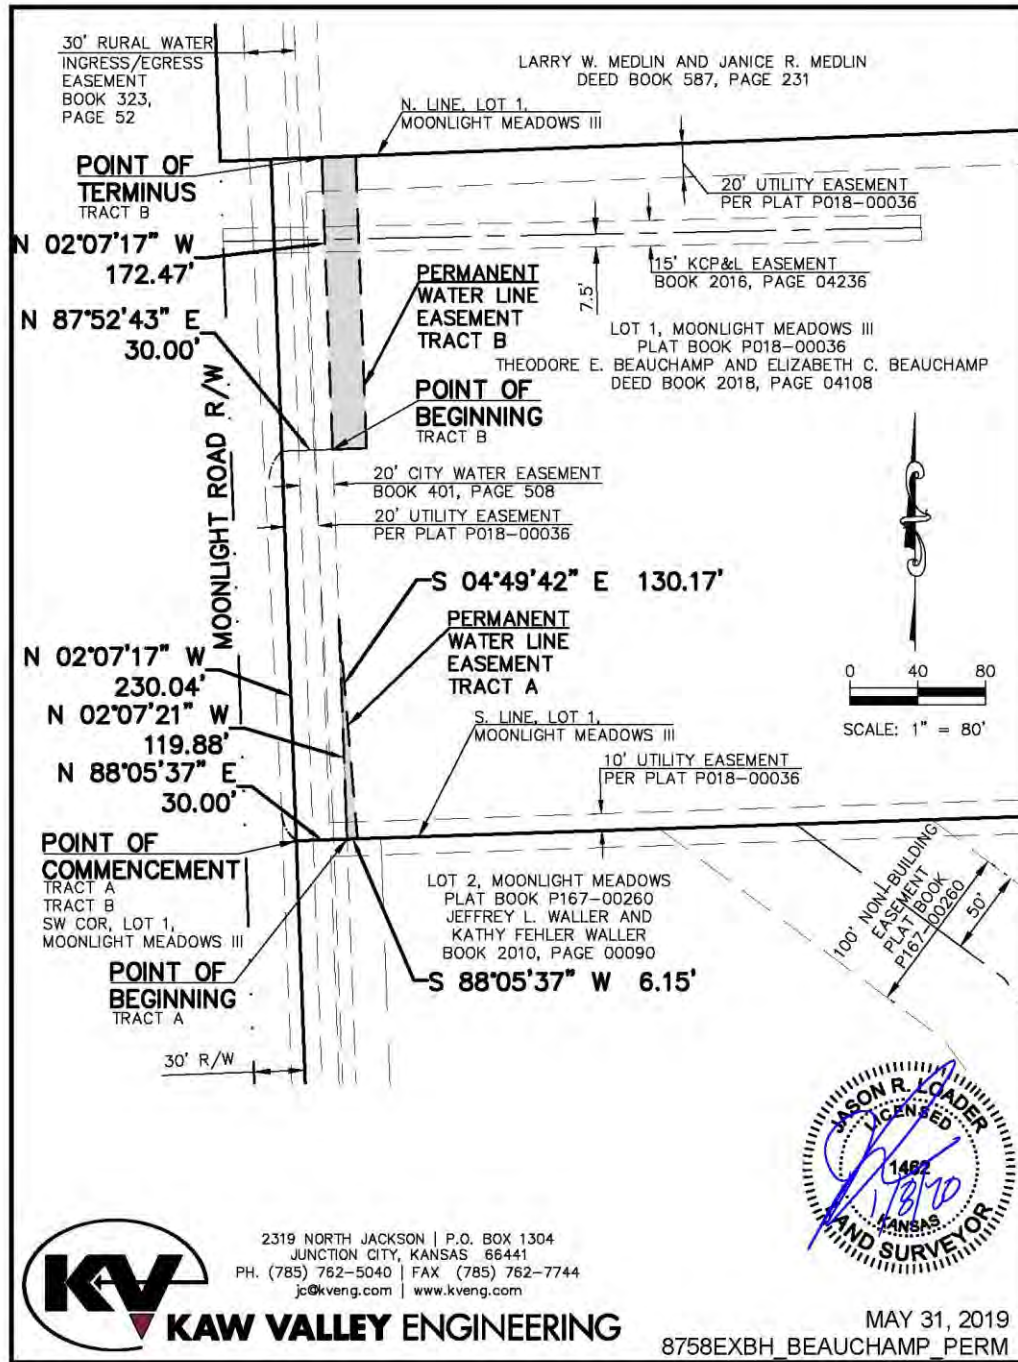 30' RURAL WATER
INGRESS/EGRESS
EASEMENT
BOOK 323,
PAGE 52
LARRY W. MEDLIN AND JANICE R. MEDLIN
DEED BOOK 587, PAGE 231
N. LINE, LOT 1,
MOONLIGHT MEADOWS III
POINT OF
TERMINUS
TRACT B
20' UTILITY EASEMENT
PER PLAT P018-00036
N 02°07'17" W
172.47'
15' KCP&L EASEMENT
BOOK 2016, PAGE 04236
7.5'
PERMANENT
WATER LINE
EASEMENT
TRACT B
N 87°52'43" E
30.00'
LOT 1, MOONLIGHT MEADOWS III
PLAT BOOK P018-00036
THEODORE E. BEAUCHAMP AND ELIZABETH C. BEAUCHAMP
DEED BOOK 2018, PAGE 04108
POINT OF
BEGINNING
TRACT B
MOONLIGHT ROAD R/W
20' CITY WATER EASEMENT
BOOK 401, PAGE 508
20' UTILITY EASEMENT
PER PLAT P018-00036
S 04°49'42" E 130.17'
PERMANENT
WATER LINE
EASEMENT
TRACT A
N 02°07'17" W
230.04'
N 02°07'21" W
119.88'
N 88°05'37" E
30.00'
0 40 80
SCALE: 1" = 80'
S. LINE, LOT 1,
MOONLIGHT MEADOWS III
10' UTILITY EASEMENT
PER PLAT P018-00036
POINT OF
COMMENCEMENT
TRACT A
TRACT B
SW COR, LOT 1,
MOONLIGHT MEADOWS III
LOT 2, MOONLIGHT MEADOWS
PLAT BOOK P167-00260
JEFFREY L. WALLER AND
KATHY FEHLER WALLER
BOOK 2010, PAGE 00090
100' NON-BUILDING
EASEMENT
PLAT BOOK
P167-00260
50'
POINT OF
BEGINNING
TRACT A
S 88°05'37" W 6.15'
30' R/W
JASON R. LOADER
LICENSED
1462
1/8/20
KANSAS
AND SURVEYOR
KV
2319 NORTH JACKSON | P.O. BOX 1304
JUNCTION CITY, KANSAS 66441
PH. (785) 762-5040 | FAX (785) 762-7744
jc@kveng.com | www.kveng.com
KAW VALLEY ENGINEERING
MAY 31, 2019
8758EXBH_BEAUCHAMP_PERM